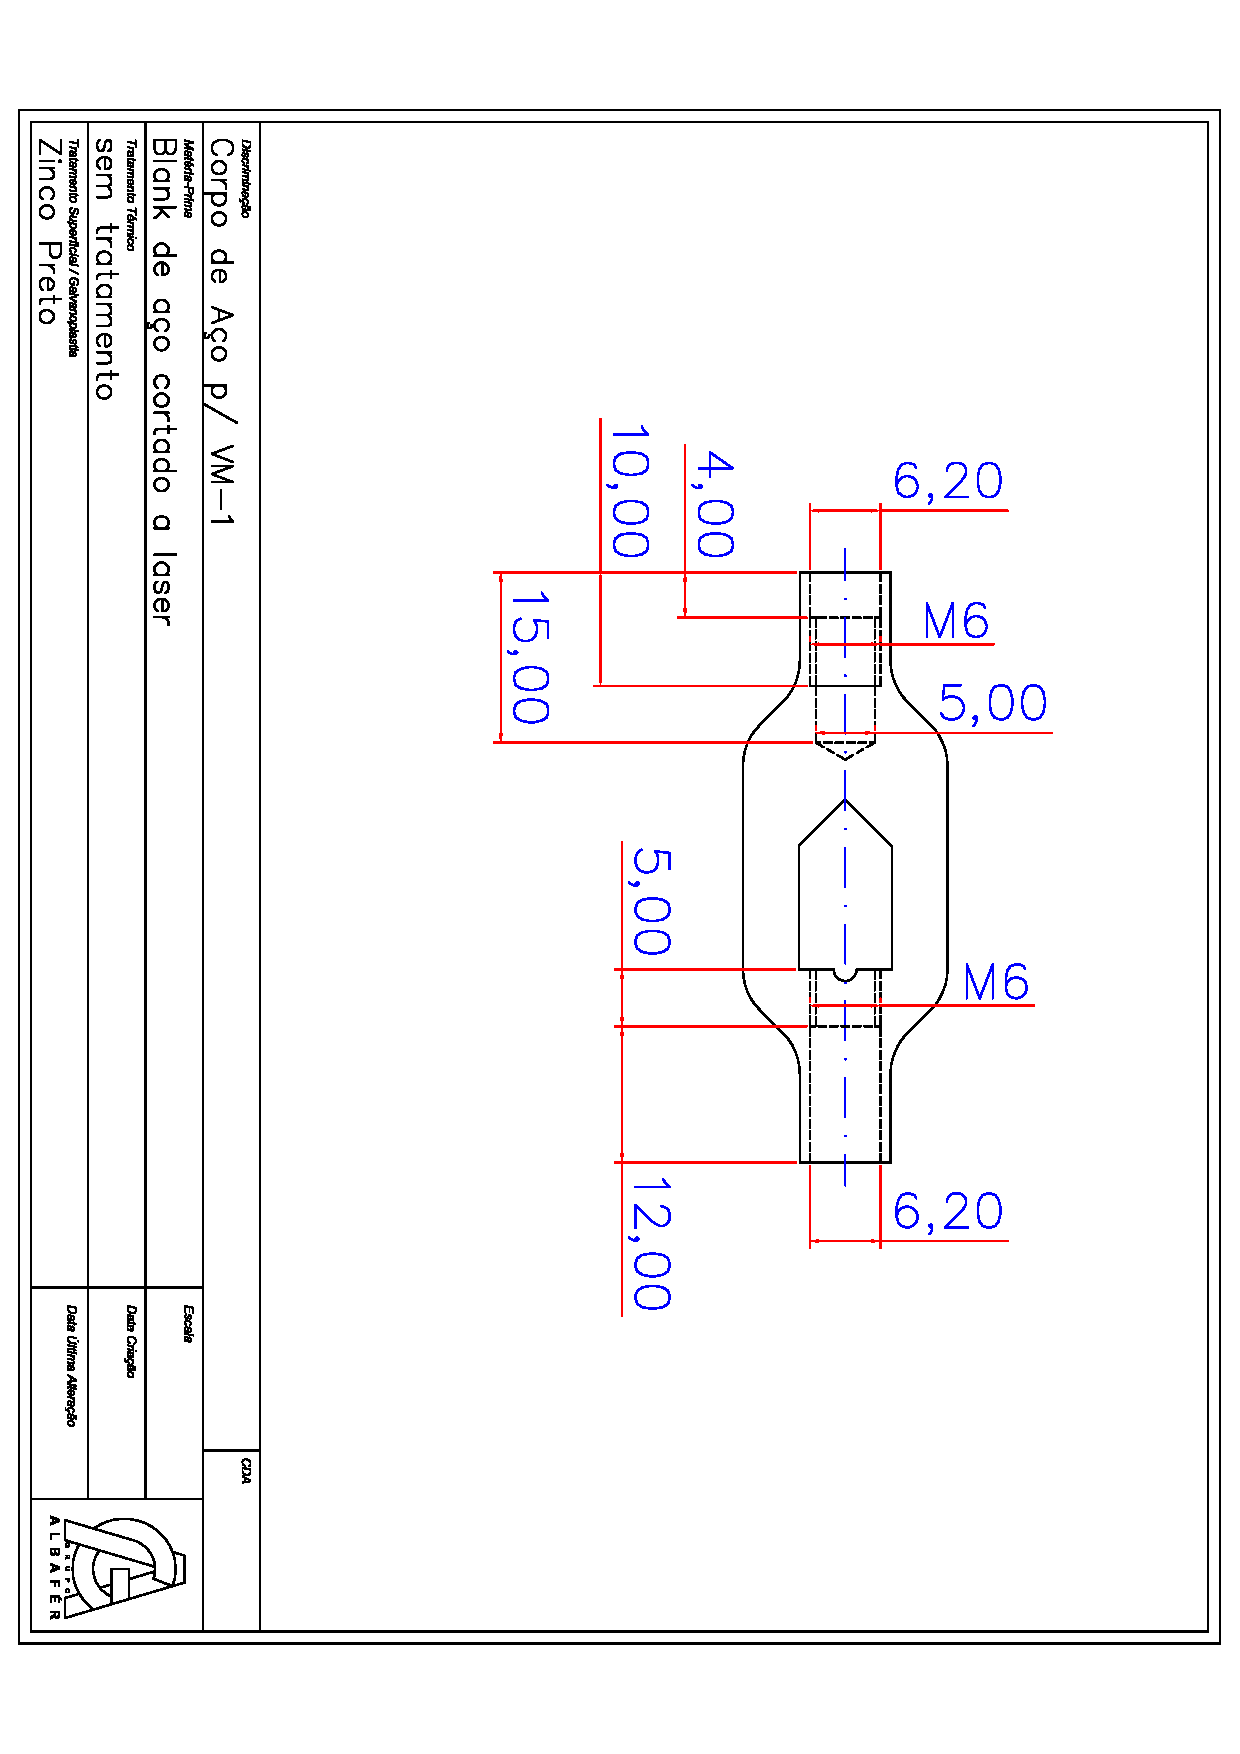 6,20
M6
5,00
M6
6,20
4,00
10,00
15,00
5,00
12,00
Discriminação
Corpo de Aço p/ VM-1
CDA
Matéria-Prima
Blank de aço cortado a laser
Escala
Tratamento Térmico
sem tratamento
Data Criação
Tratamento Superficial / Galvanoplastia
Zinco Preto
Data Última Alteração
GRUPO
ALBAFÉR